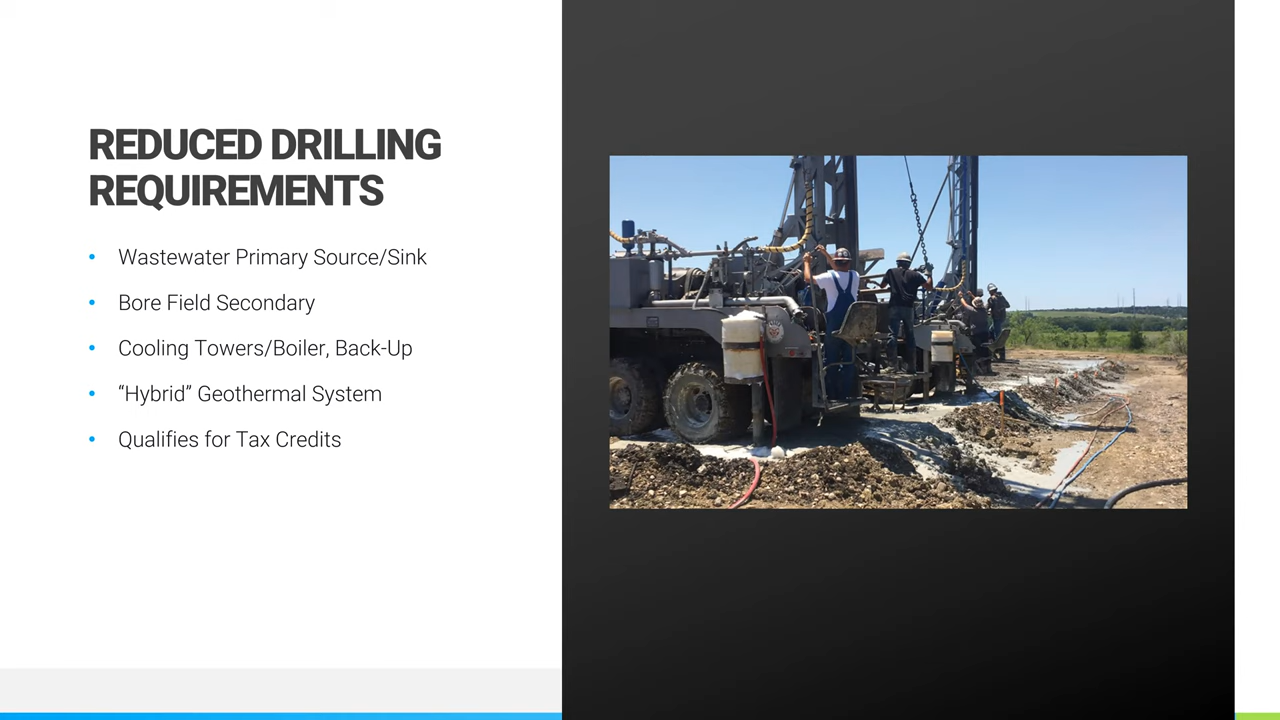 REDUCED DRILLING
REQUIREMENTS
• Wastewater Primary Source/Sink
• Bore Field Secondary
• Cooling Towers/Boiler, Back-Up
• “Hybrid” Geothermal System
• Qualifies for Tax Credits